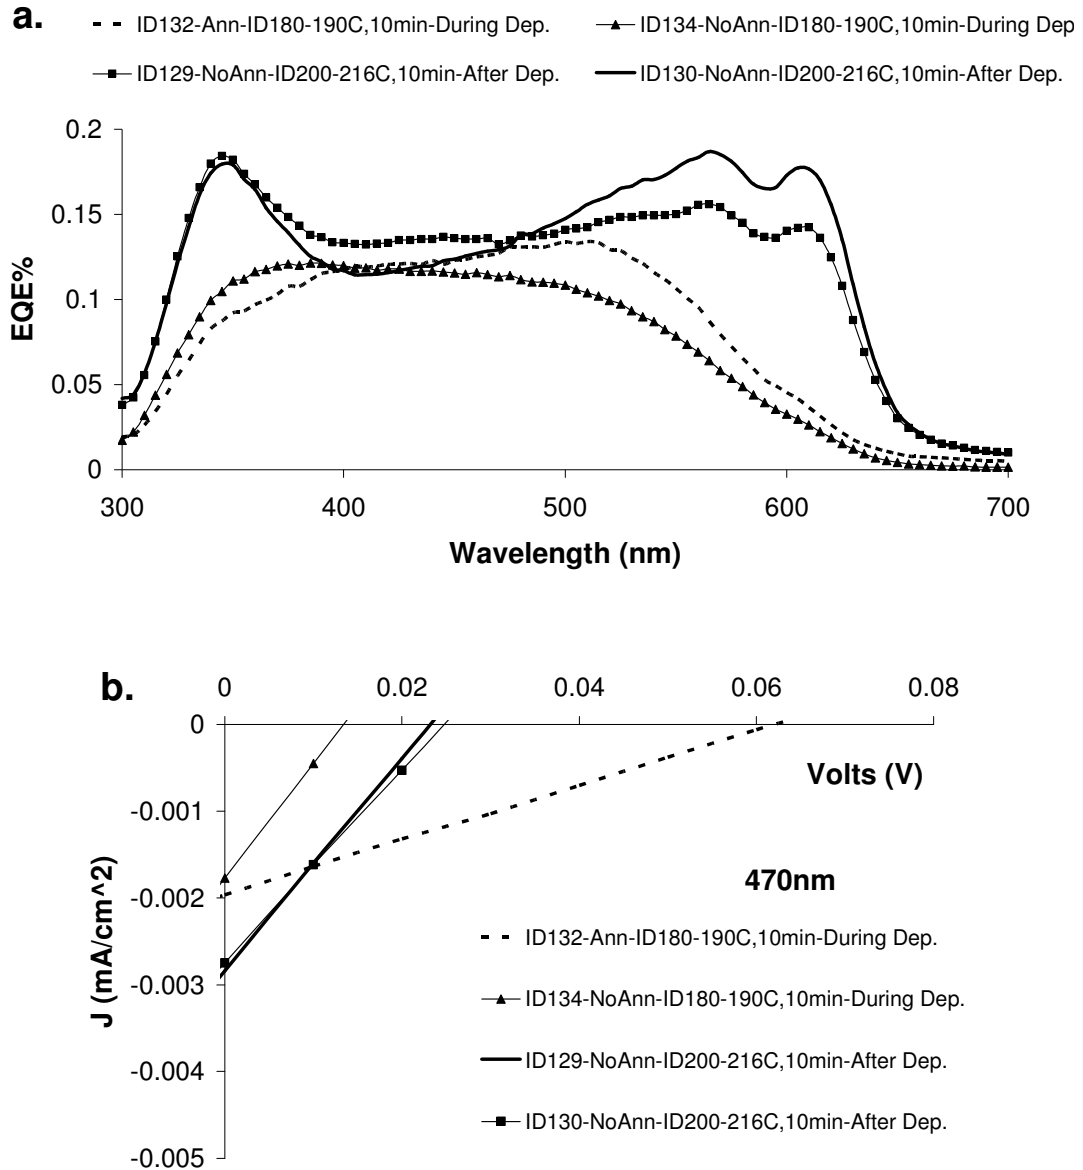 a.
ID132-Ann-ID180-190C,10min-During Dep.
ID134-NoAnn-ID180-190C,10min-During Dep
ID129-NoAnn-ID200-216C,10min-After Dep.
ID130-NoAnn-ID200-216C,10min-After Dep.
0.2
0.15
0.1
0.05
0
EQE%
300 400 500 600 700
Wavelength (nm)
b.
0 0.02 0.04 0.06 0.08
0
-0.001
-0.002
-0.003
-0.004
-0.005
J (mA/cm^2)
Volts (V)
470nm
ID132-Ann-ID180-190C,10min-During Dep.
ID134-NoAnn-ID180-190C,10min-During Dep.
ID129-NoAnn-ID200-216C,10min-After Dep.
ID130-NoAnn-ID200-216C,10min-After Dep.